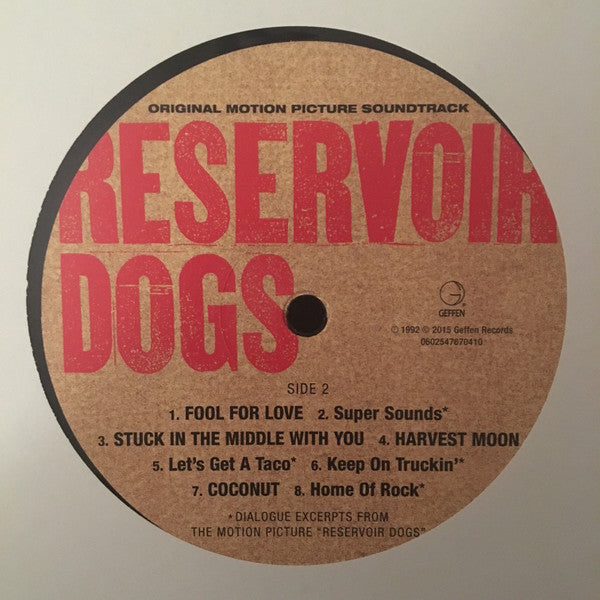 ORIGINAL MOTION PICTURE SOUNDTRACK
RESERVOIR
DOGS
G
GEFFEN
℗ 1992 © 2015 Geffen Records
0602547670410
SIDE 2
1. FOOL FOR LOVE 2. Super Sounds*
3. STUCK IN THE MIDDLE WITH YOU 4. HARVEST MOON
5. Let's Get A Taco* 6. Keep On Truckin'*
7. COCONUT 8. Home Of Rock*
*DIALOGUE EXCERPTS FROM
THE MOTION PICTURE "RESERVOIR DOGS"